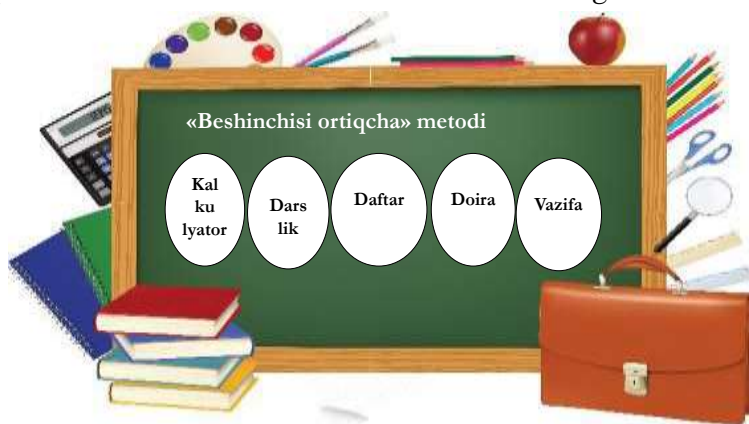 «Beshinchisi ortiqcha» metodi
Kal
ku
lyator
Dars
lik
Daftar
Doira
Vazifa